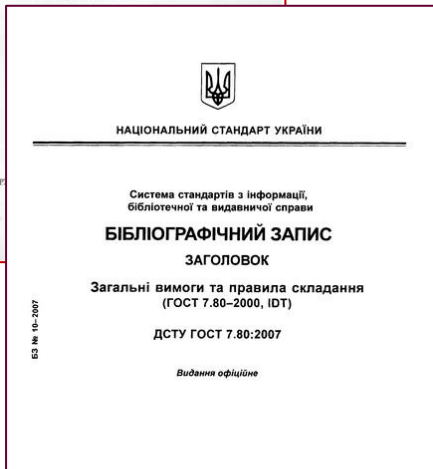 НАЦІОНАЛЬНИЙ СТАНДАРТ УКРАЇНИ
Система стандартів з інформації,
бібліотечної та видавничої справи
БІБЛІОГРАФІЧНИЙ ЗАПИС
ЗАГОЛОВОК
Загальні вимоги та правила складання
(ГОСТ 7.80–2000, IDT)
ДСТУ ГОСТ 7.80:2007
БЗ № 10–2007
Видання офіційне